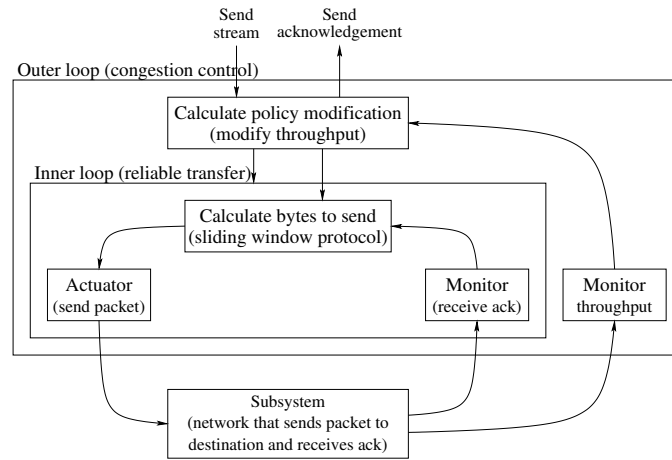 Send
stream
Send
acknowledgement
Outer loop (congestion control)
Calculate policy modification
(modify throughput)
Inner loop (reliable transfer)
Calculate bytes to send
(sliding window protocol)
Actuator
(send packet)
Monitor
(receive ack)
Monitor
throughput
Subsystem
(network that sends packet to
destination and receives ack)